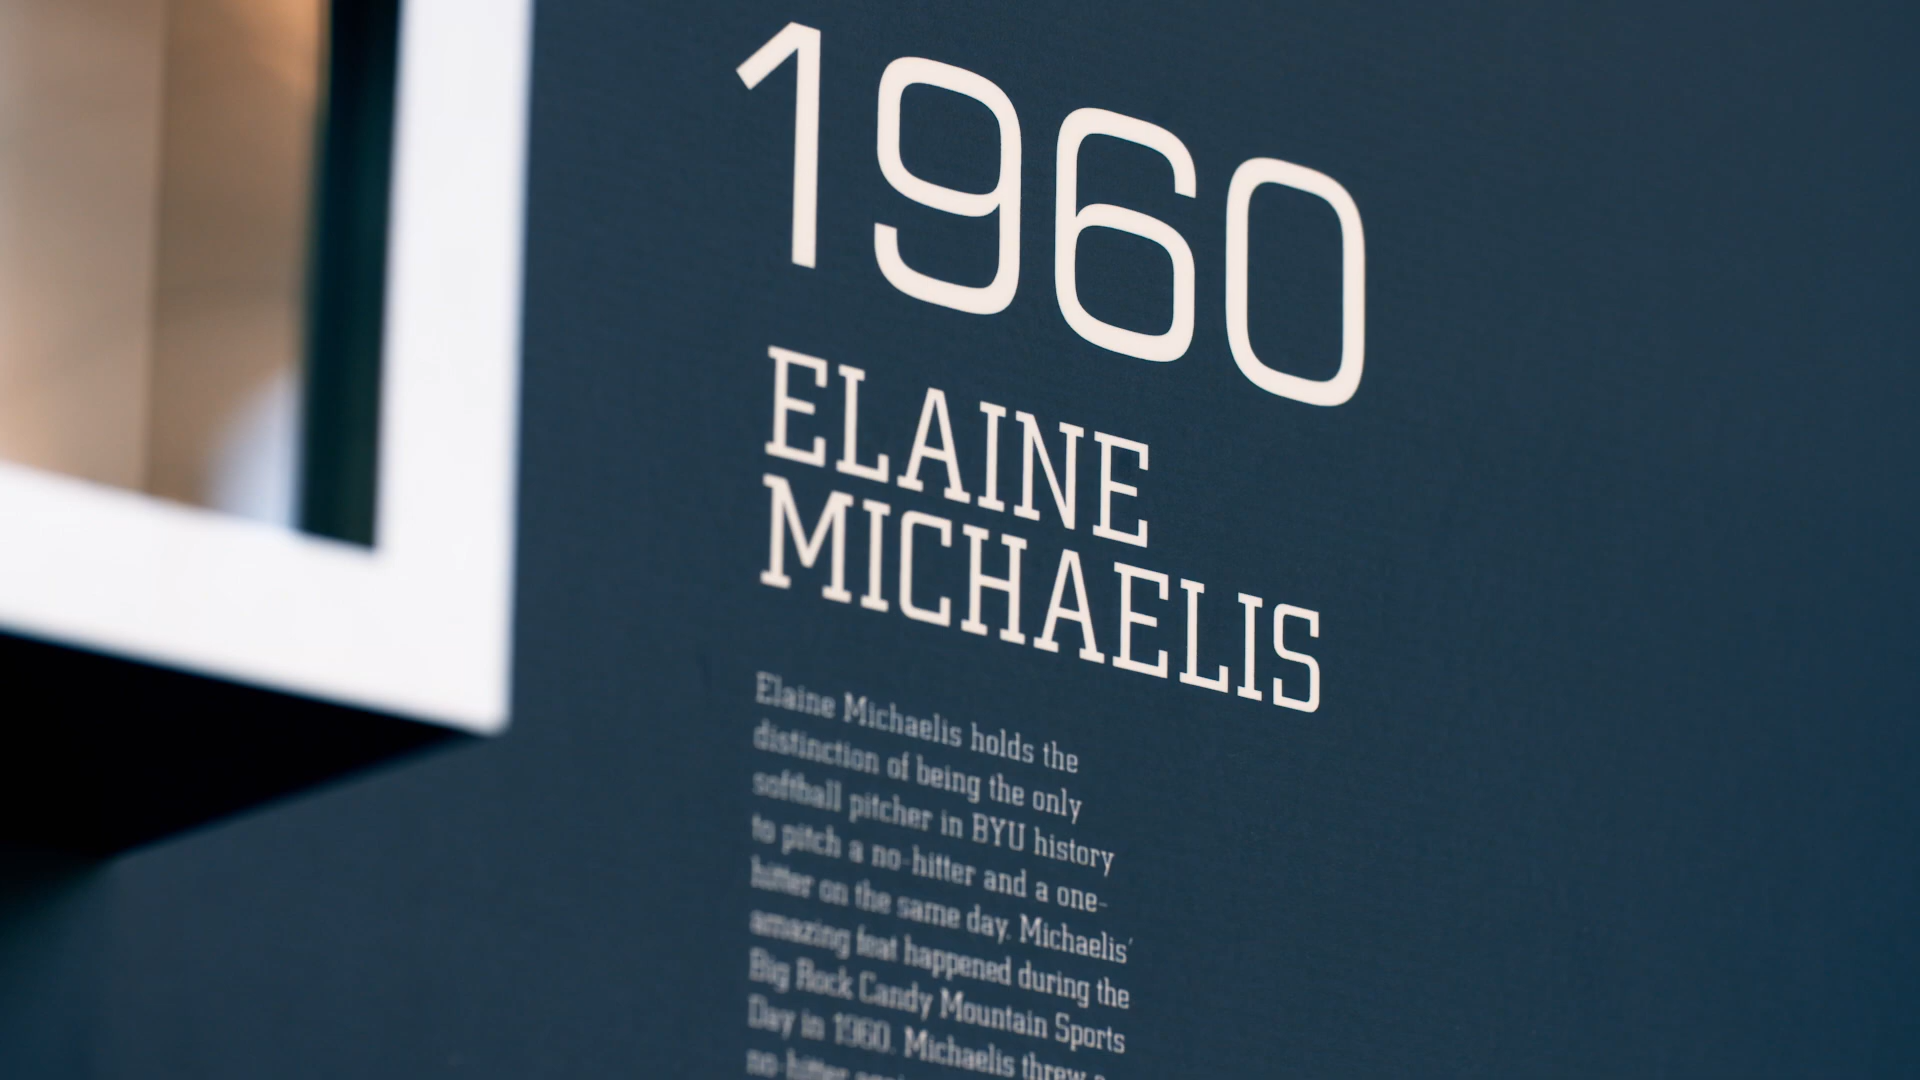 1960
ELAINE
MICHAELIS
Elaine Michaelis holds the
distinction of being the only
softball pitcher in BYU history
to pitch a no-hitter and a one-
hitter on the same day. Michaelis'
amazing feat happened during the
Big Rock Candy Mountain Sports
Day in 1960. Michaelis threw a
no-hitter